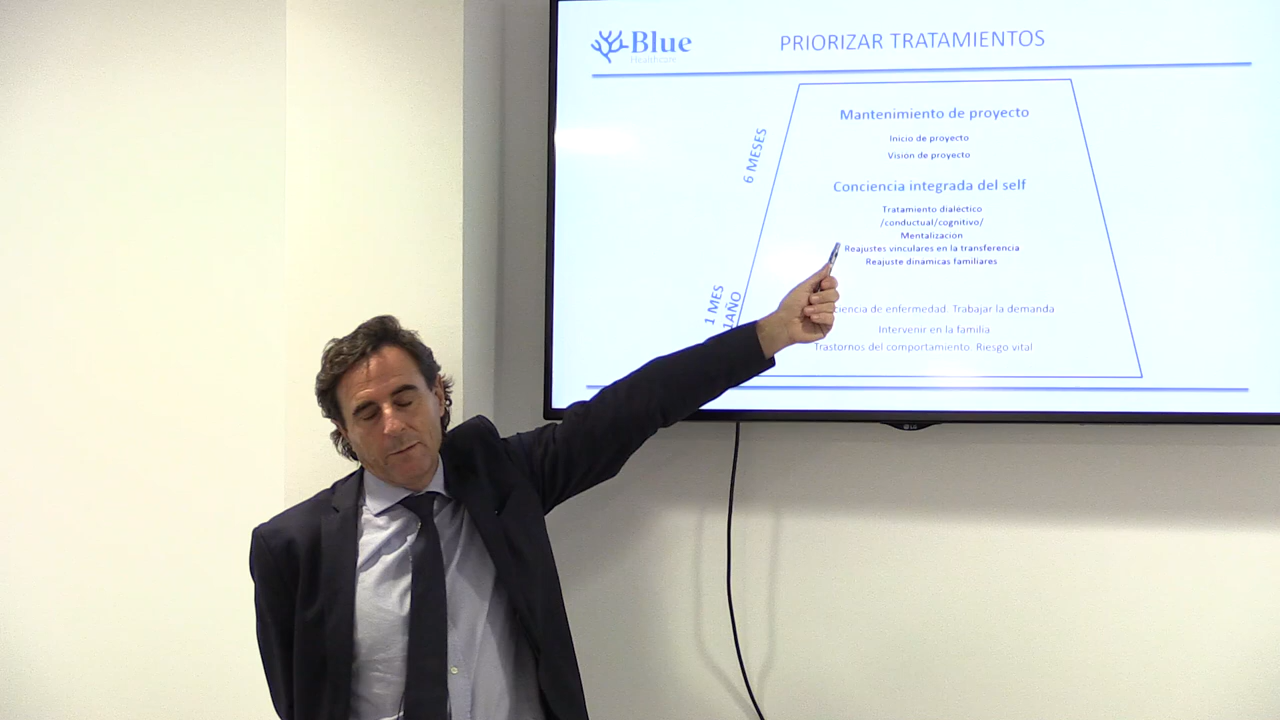 Blue
Healthcare
PRIORIZAR TRATAMIENTOS
6 MESES
Mantenimiento de proyecto
Inicio de proyecto
Vision de proyecto
Conciencia integrada del self
Tratamiento dialectico
/conductual/cognitivo/
Mentalizacion
Reajustes vinculares en la transferencia
Reajuste dinamicas familiares
1 MES
1AÑO
de enfermedad. Trabajar la demanda
Intervenir en la familia
Trastornos del comportamiento. Riesgo vital
LG